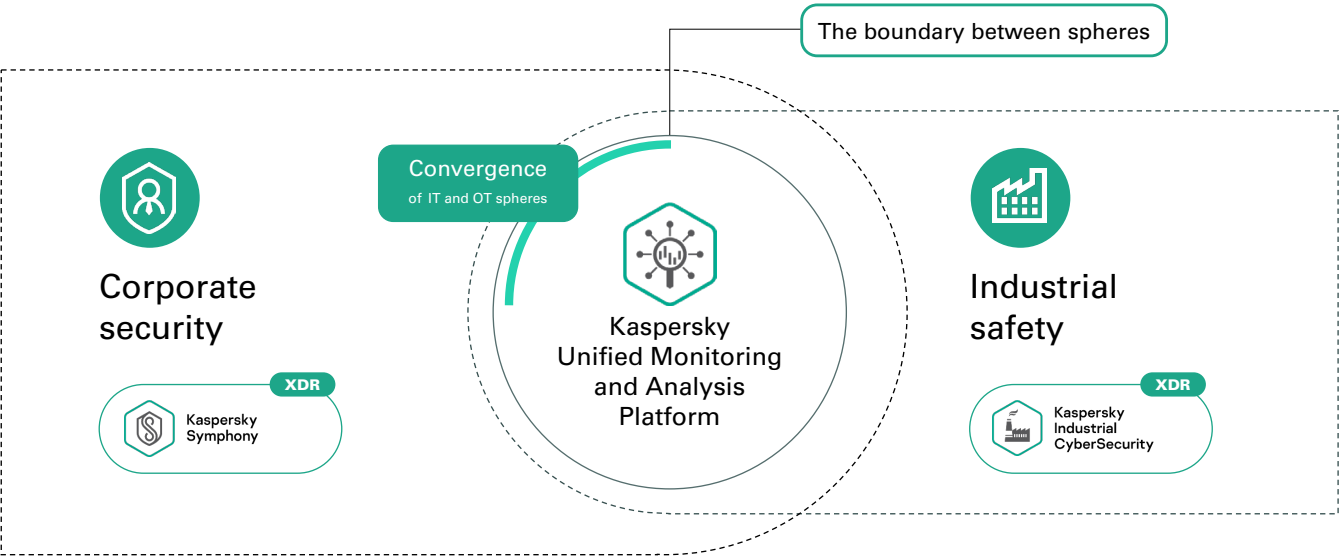 The boundary between spheres
Convergence
of IT and OT spheres
Corporate
security
XDR
Kaspersky
Symphony
Kaspersky
Unified Monitoring
and Analysis
Platform
Industrial
safety
XDR
Kaspersky
Industrial
CyberSecurity